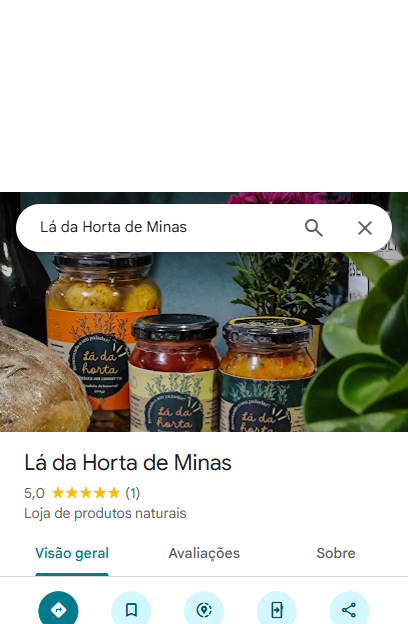 Lá da Horta de Minas
Lá da
horta
Lá da
horta
Lá da
horta
Lá da Horta de Minas
5,0 (1)
Loja de produtos naturais
Visão geral Avaliações Sobre